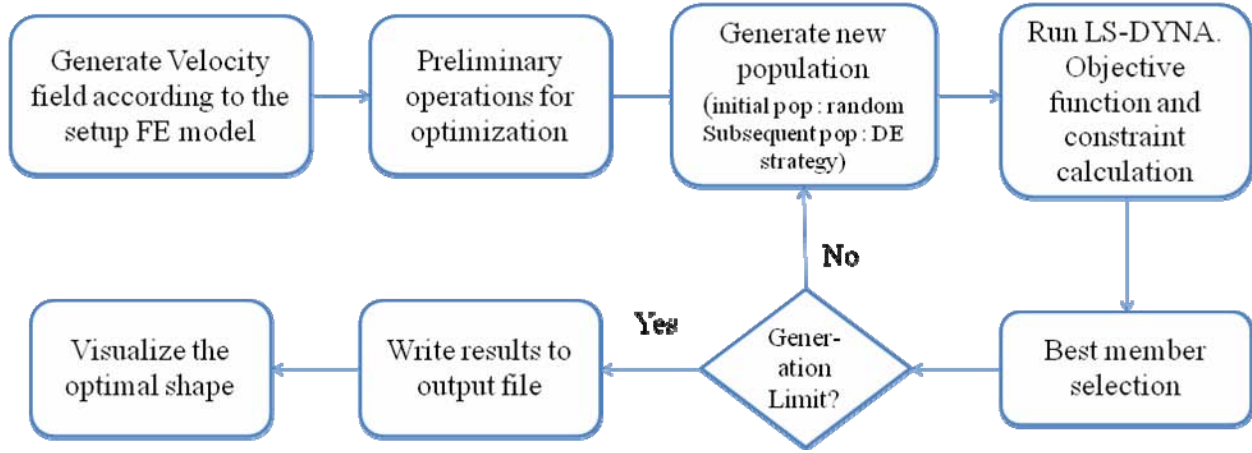 Generate Velocity
field according to the
setup FE model
Preliminary
operations for
optimization
Generate new
population
(initial pop : random
Subsequent pop : DE
strategy)
Run LS-DYNA.
Objective
function and
constraint
calculation
Best member
selection
Gener-
ation
Limit?
No
Yes
Write results to
output file
Visualize the
optimal shape